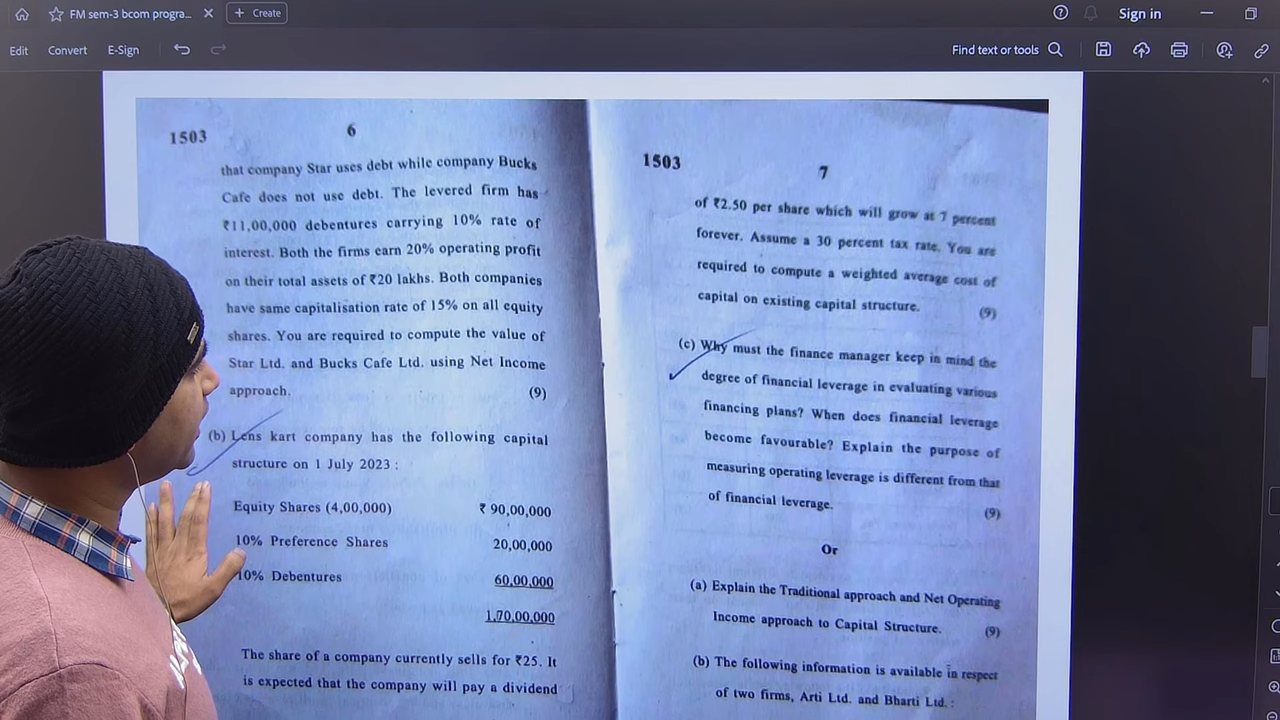 FM sem-3 bcom progra...
Create
Sign in
Edit
Convert
E-Sign
Find text or tools
1503
6
that company Star uses debt while company Bucks
Cafe does not use debt. The levered firm has
₹11,00,000 debentures carrying 10% rate of
interest. Both the firms earn 20% operating profit
on their total assets of ₹20 lakhs. Both companies
have same capitalisation rate of 15% on all equity
shares. You are required to compute the value of
Star Ltd. and Bucks Cafe Ltd. using Net Income
approach. (9)
(b) Lens kart company has the following capital
structure on 1 July 2023 :
Equity Shares (4,00,000) ₹ 90,00,000
10% Preference Shares 20,00,000
10% Debentures 60,00,000
1,70,00,000
The share of a company currently sells for ₹25. It
is expected that the company will pay a dividend
1503
7
of ₹2.50 per share which will grow at 7 percent
forever. Assume a 30 percent tax rate. You are
required to compute a weighted average cost of
capital on existing capital structure. (9)
(c) Why must the finance manager keep in mind the
degree of financial leverage in evaluating various
financing plans? When does financial leverage
become favourable? Explain the purpose of
measuring operating leverage is different from that
of financial leverage. (9)
Or
(a) Explain the Traditional approach and Net Operating
Income approach to Capital Structure. (9)
(b) The following information is available in respect
of two firms, Arti Ltd. and Bharti Ltd. :